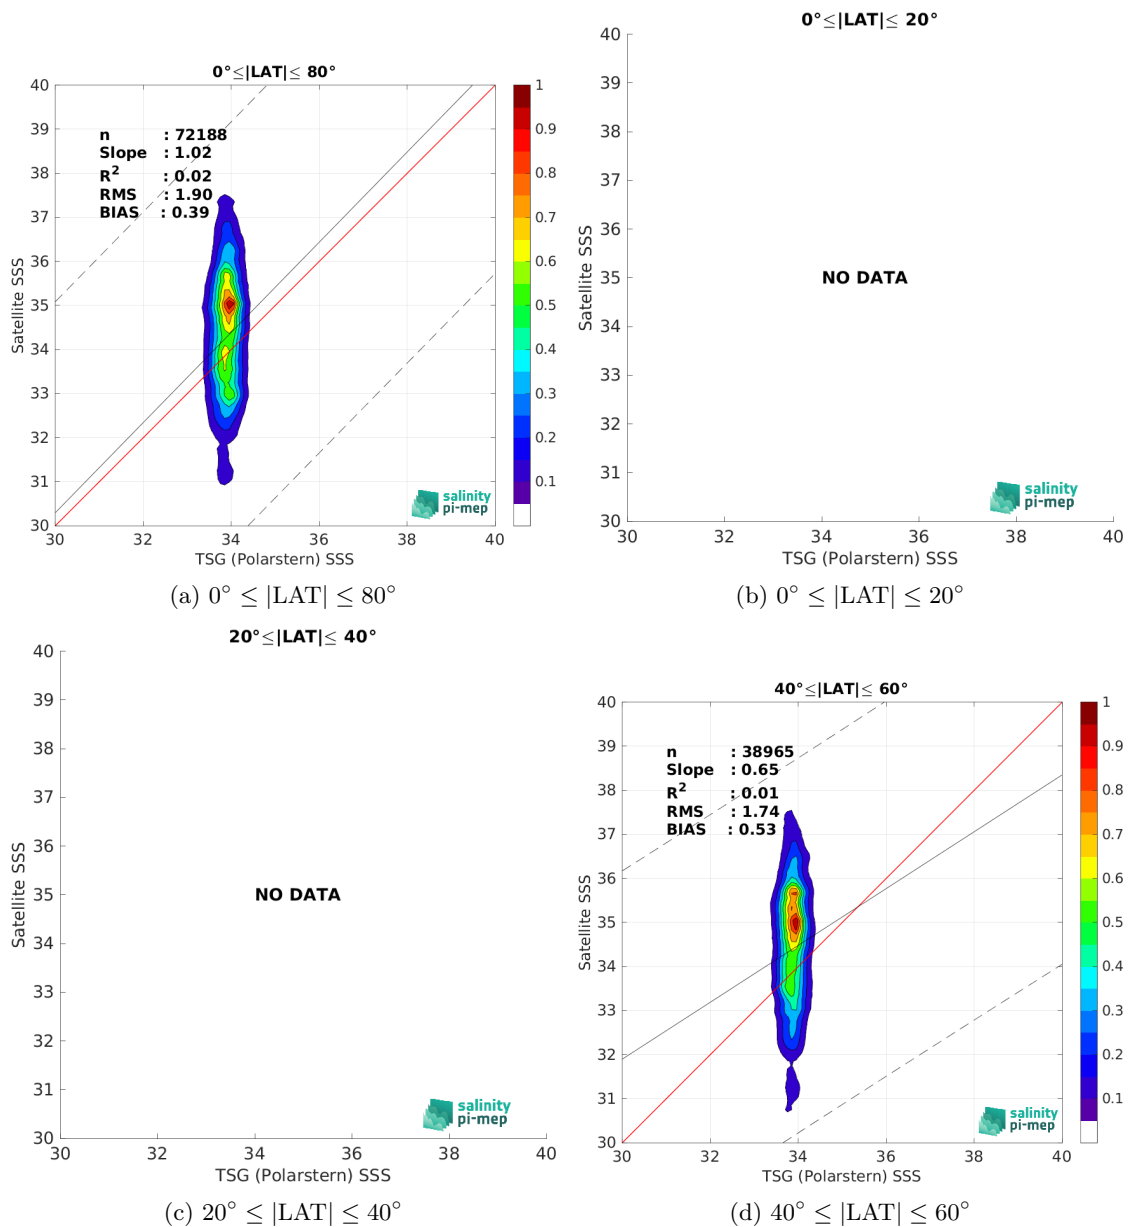 0°≤|LAT|≤ 80°
40
39
38
37
36
35
34
33
32
31
30
Satellite SSS
n : 72188
Slope : 1.02
R² : 0.02
RMS : 1.90
BIAS : 0.39
salinity
pi-mep
30 32 34 36 38 40
TSG (Polarstern) SSS
1
0.9
0.8
0.7
0.6
0.5
0.4
0.3
0.2
0.1
(a) 0° ≤ |LAT| ≤ 80°
0°≤|LAT|≤ 20°
40
39
38
37
36
35
34
33
32
31
30
Satellite SSS
NO DATA
salinity
pi-mep
30 32 34 36 38 40
TSG (Polarstern) SSS
(b) 0° ≤ |LAT| ≤ 20°
20°≤|LAT|≤ 40°
40
39
38
37
36
35
34
33
32
31
30
Satellite SSS
NO DATA
salinity
pi-mep
30 32 34 36 38 40
TSG (Polarstern) SSS
(c) 20° ≤ |LAT| ≤ 40°
40°≤|LAT|≤ 60°
40
39
38
37
36
35
34
33
32
31
30
Satellite SSS
n : 38965
Slope : 0.65
R² : 0.01
RMS : 1.74
BIAS : 0.53
salinity
pi-mep
30 32 34 36 38 40
TSG (Polarstern) SSS
1
0.9
0.8
0.7
0.6
0.5
0.4
0.3
0.2
0.1
(d) 40° ≤ |LAT| ≤ 60°